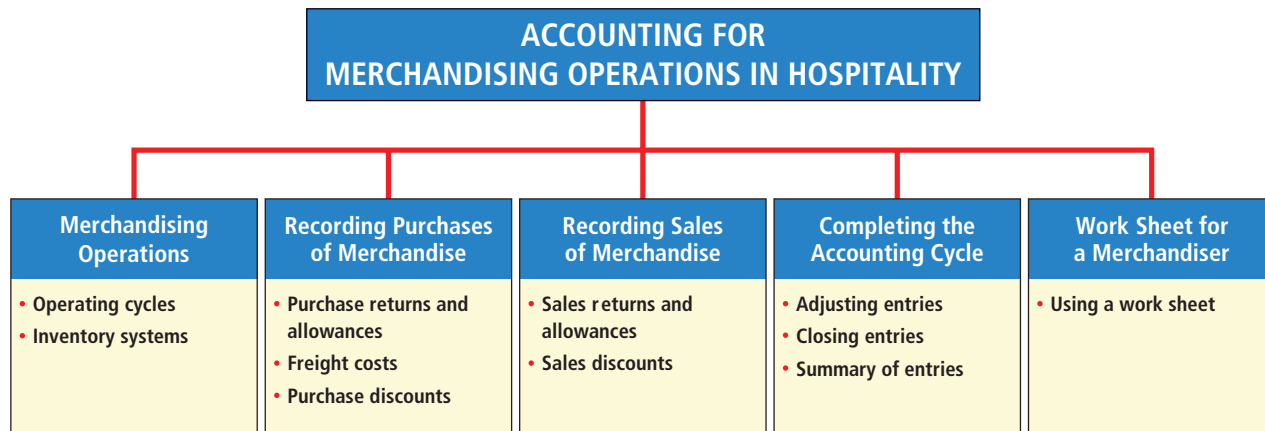 ACCOUNTING FOR
MERCHANDISING OPERATIONS IN HOSPITALITY
Merchandising
Operations
• Operating cycles
• Inventory systems
Recording Purchases
of Merchandise
• Purchase returns and
allowances
• Freight costs
• Purchase discounts
Recording Sales
of Merchandise
• Sales returns and
allowances
• Sales discounts
Completing the
Accounting Cycle
• Adjusting entries
• Closing entries
• Summary of entries
Work Sheet for
a Merchandiser
• Using a work sheet